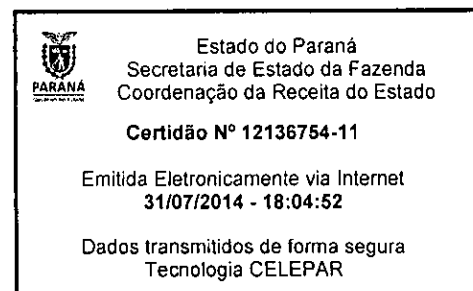 PARANÁ
Estado do Paraná
Secretaria de Estado da Fazenda
Coordenação da Receita do Estado
Certidão Nº 12136754-11
Emitida Eletronicamente via Internet
31/07/2014 - 18:04:52
Dados transmitidos de forma segura
Tecnologia CELEPAR